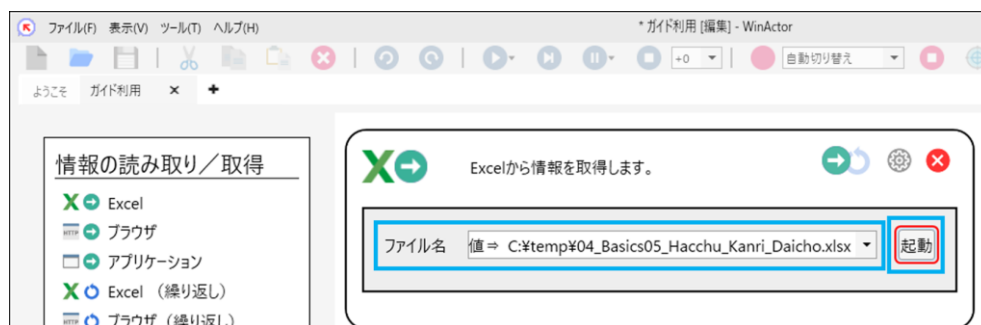 ファイル(F) 表示(V) ツール(T) ヘルプ(H) * ガイド利用 [編集] - WinActor
+0 自動切り替え
ようこそ ガイド利用
情報の読み取り／取得
Excelから情報を取得します。
Excel
HTTP ブラウザ
ファイル名 値⇒ C:¥temp¥04_Basics05_Hacchu_Kanri_Daicho.xlsx 起動
アプリケーション
Excel （繰り返し）
HTTP ブラウザ （繰り返し）